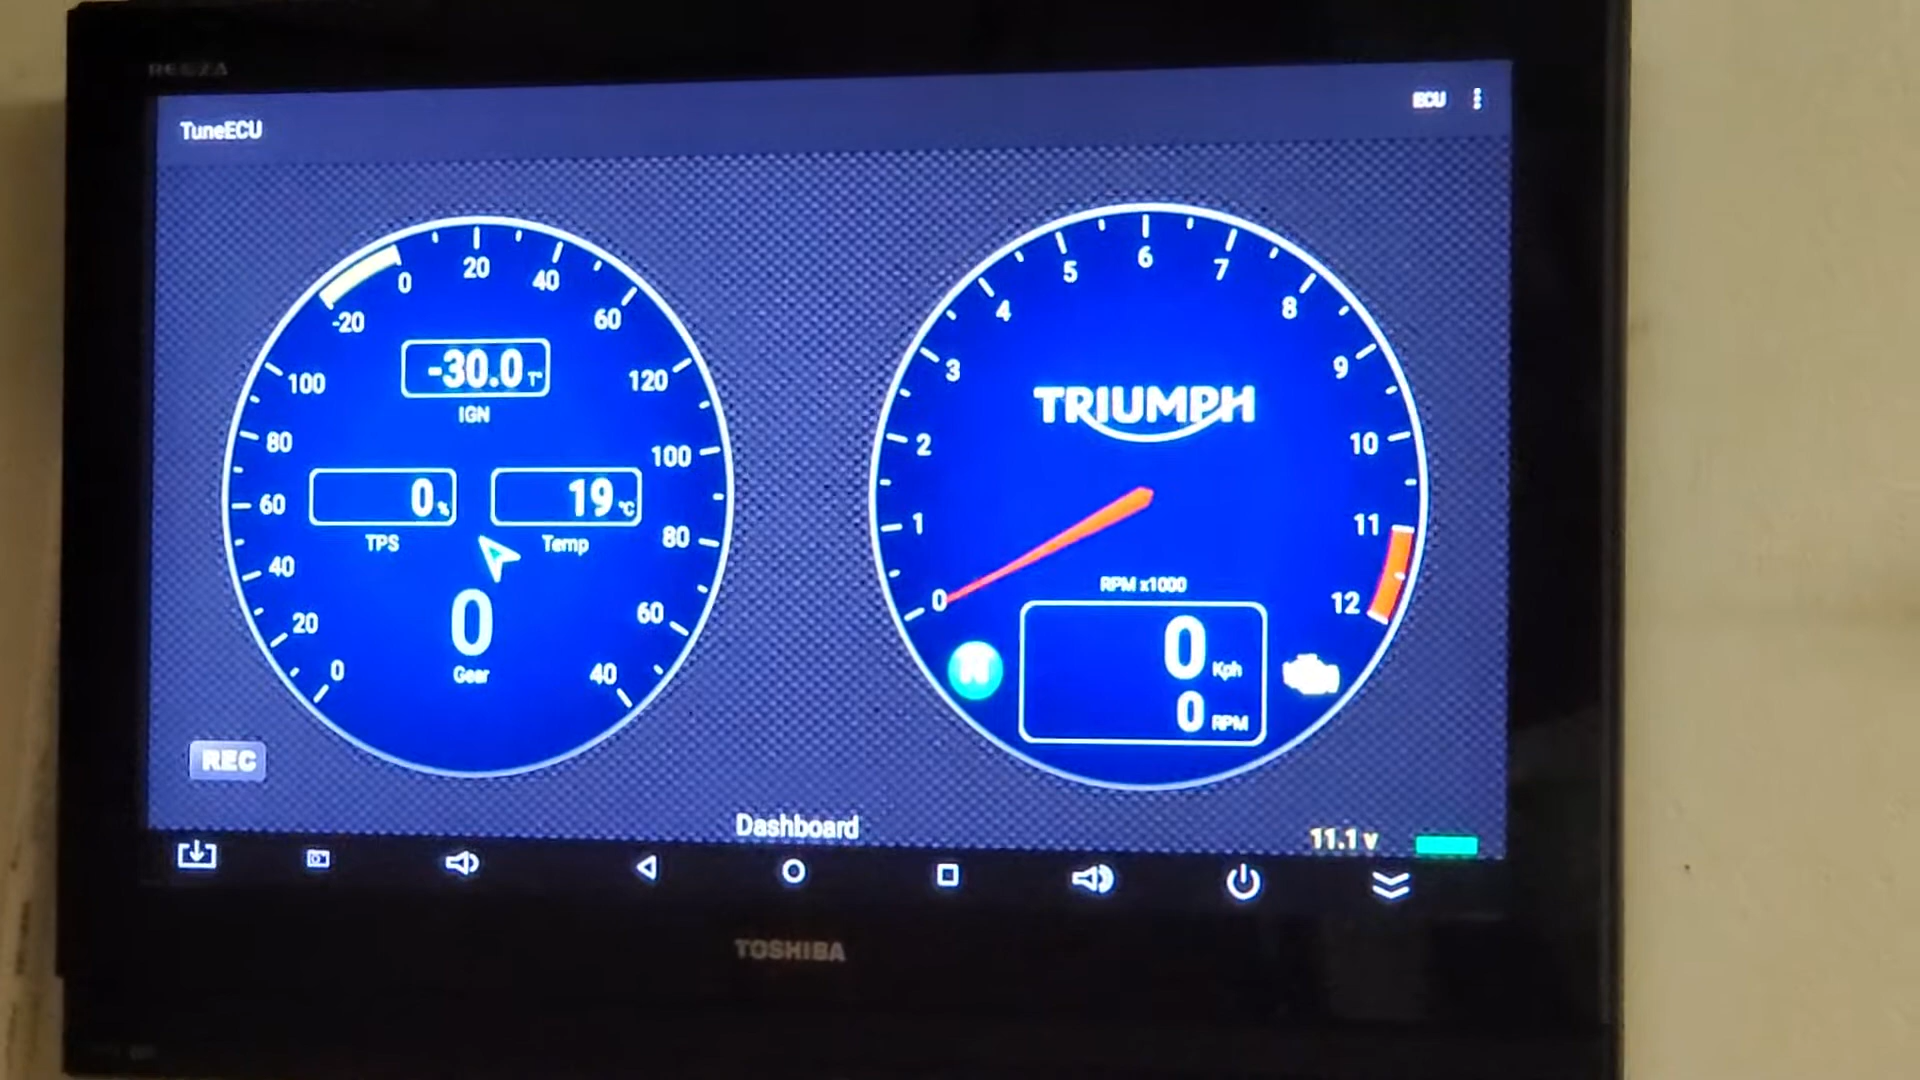 REGZA
TuneECU
ECU
-20 0 20 40 60
-30.0 T°
IGN
100
80
60
40
20
0
120
100
80
60
40
0 %
TPS
19 °C
Temp
0
Gear
REC
0 1 2 3 4 5 6 7 8 9 10 11 12
TRIUMPH
RPM x1000
0 Kph
0 RPM
N
Dashboard
11.1 v
TOSHIBA